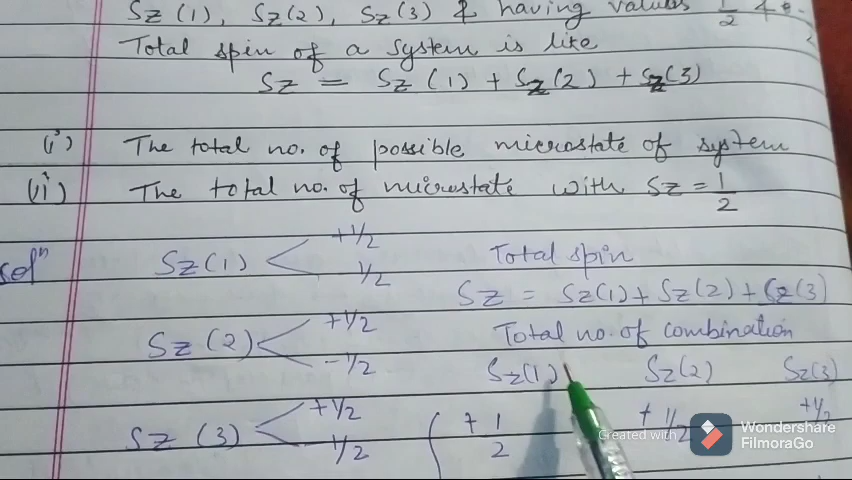 Sz (1), Sz(2), Sz(3) & having values 1/2
Total spin of a system is like
Sz = Sz (1) + Sz(2) + Sz(3)
(i) The total no. of possible microstate of system
(ii) The total no. of microstate with Sz = 1/2
Solⁿ Sz(1) < +1/2 1/2 Total spin
Sz = Sz(1) + Sz(2) + Sz(3)
Sz (2) < +1/2 -1/2 Total no. of combination
Sz(1) Sz(2) Sz(3)
Sz (3) < +1/2 1/2 ( + 1/2 + 1/2 +1/2
Created with Wondershare FilmoraGo